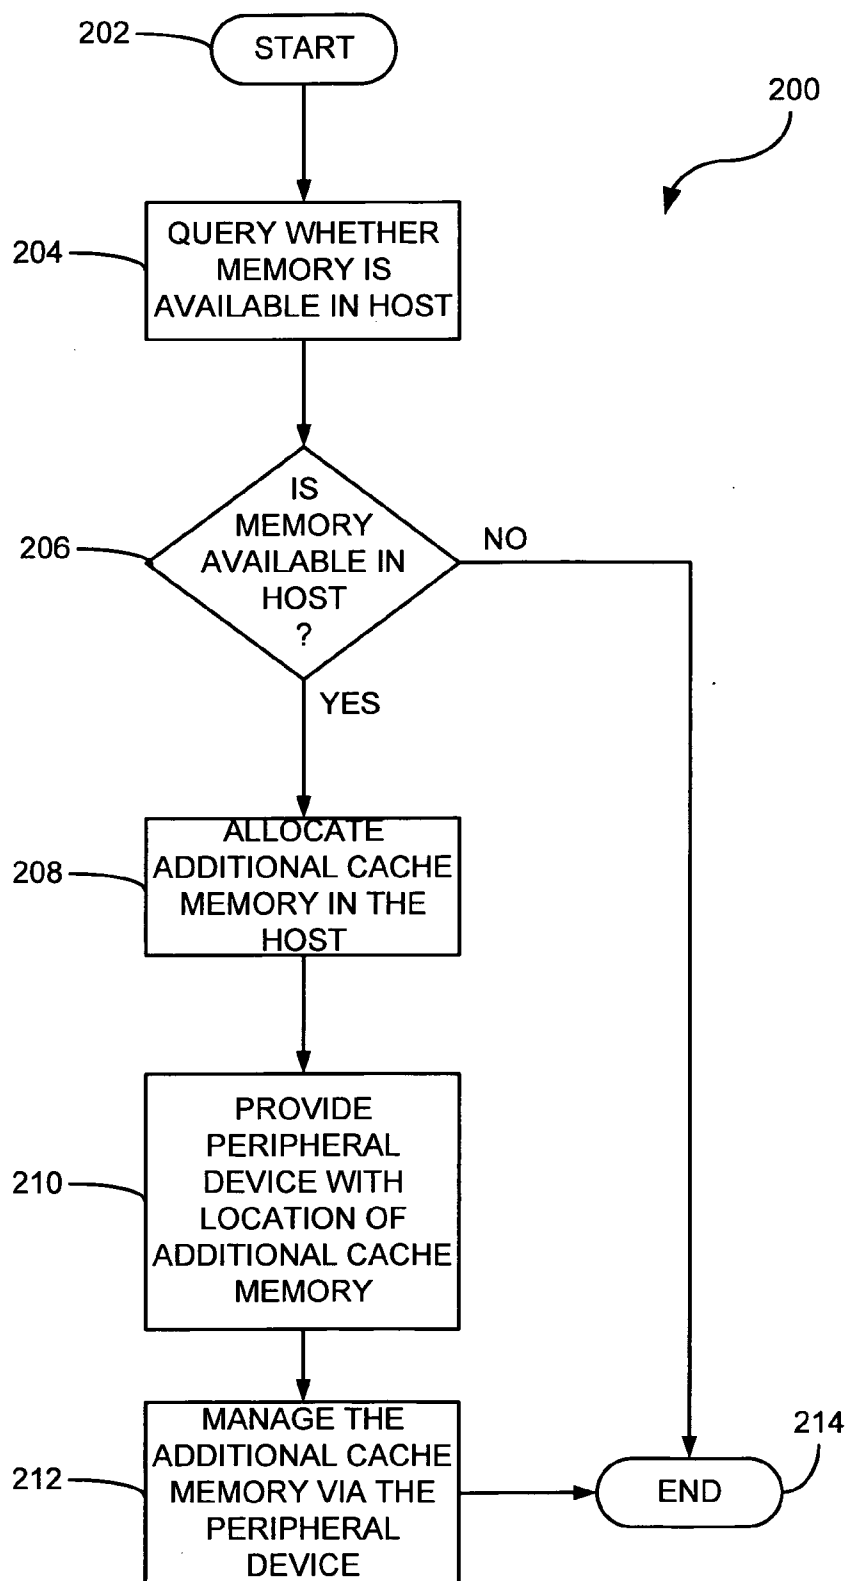 202
START
200
204
QUERY WHETHER
MEMORY IS
AVAILABLE IN HOST
206
IS
MEMORY
AVAILABLE IN
HOST
?
NO
YES
208
ALLOCATE
ADDITIONAL CACHE
MEMORY IN THE
HOST
210
PROVIDE
PERIPHERAL
DEVICE WITH
LOCATION OF
ADDITIONAL CACHE
MEMORY
212
MANAGE THE
ADDITIONAL CACHE
MEMORY VIA THE
PERIPHERAL
DEVICE
END
214